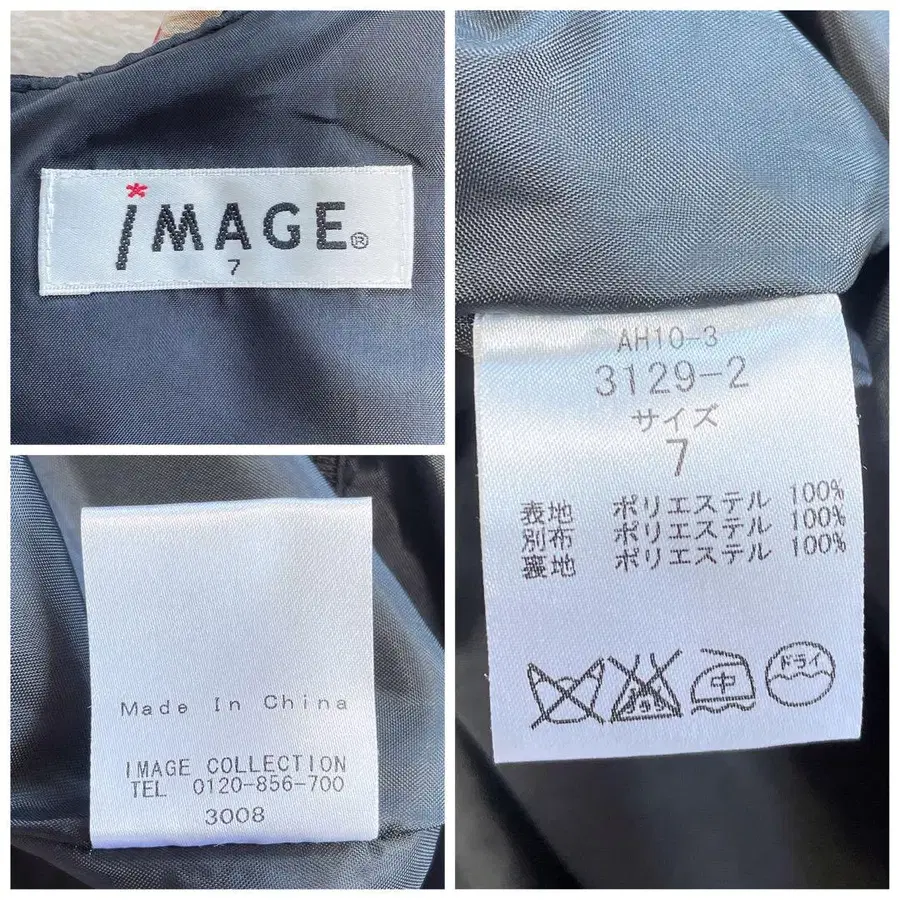 iMAGE®
7
AH10-3
3129-2
サイズ
7
表地 ポリエステル 100%
別布 ポリエステル 100%
裏地 ポリエステル 100%
中
ドライ
Made In China
IMAGE COLLECTION
TEL 0120-856-700
3008